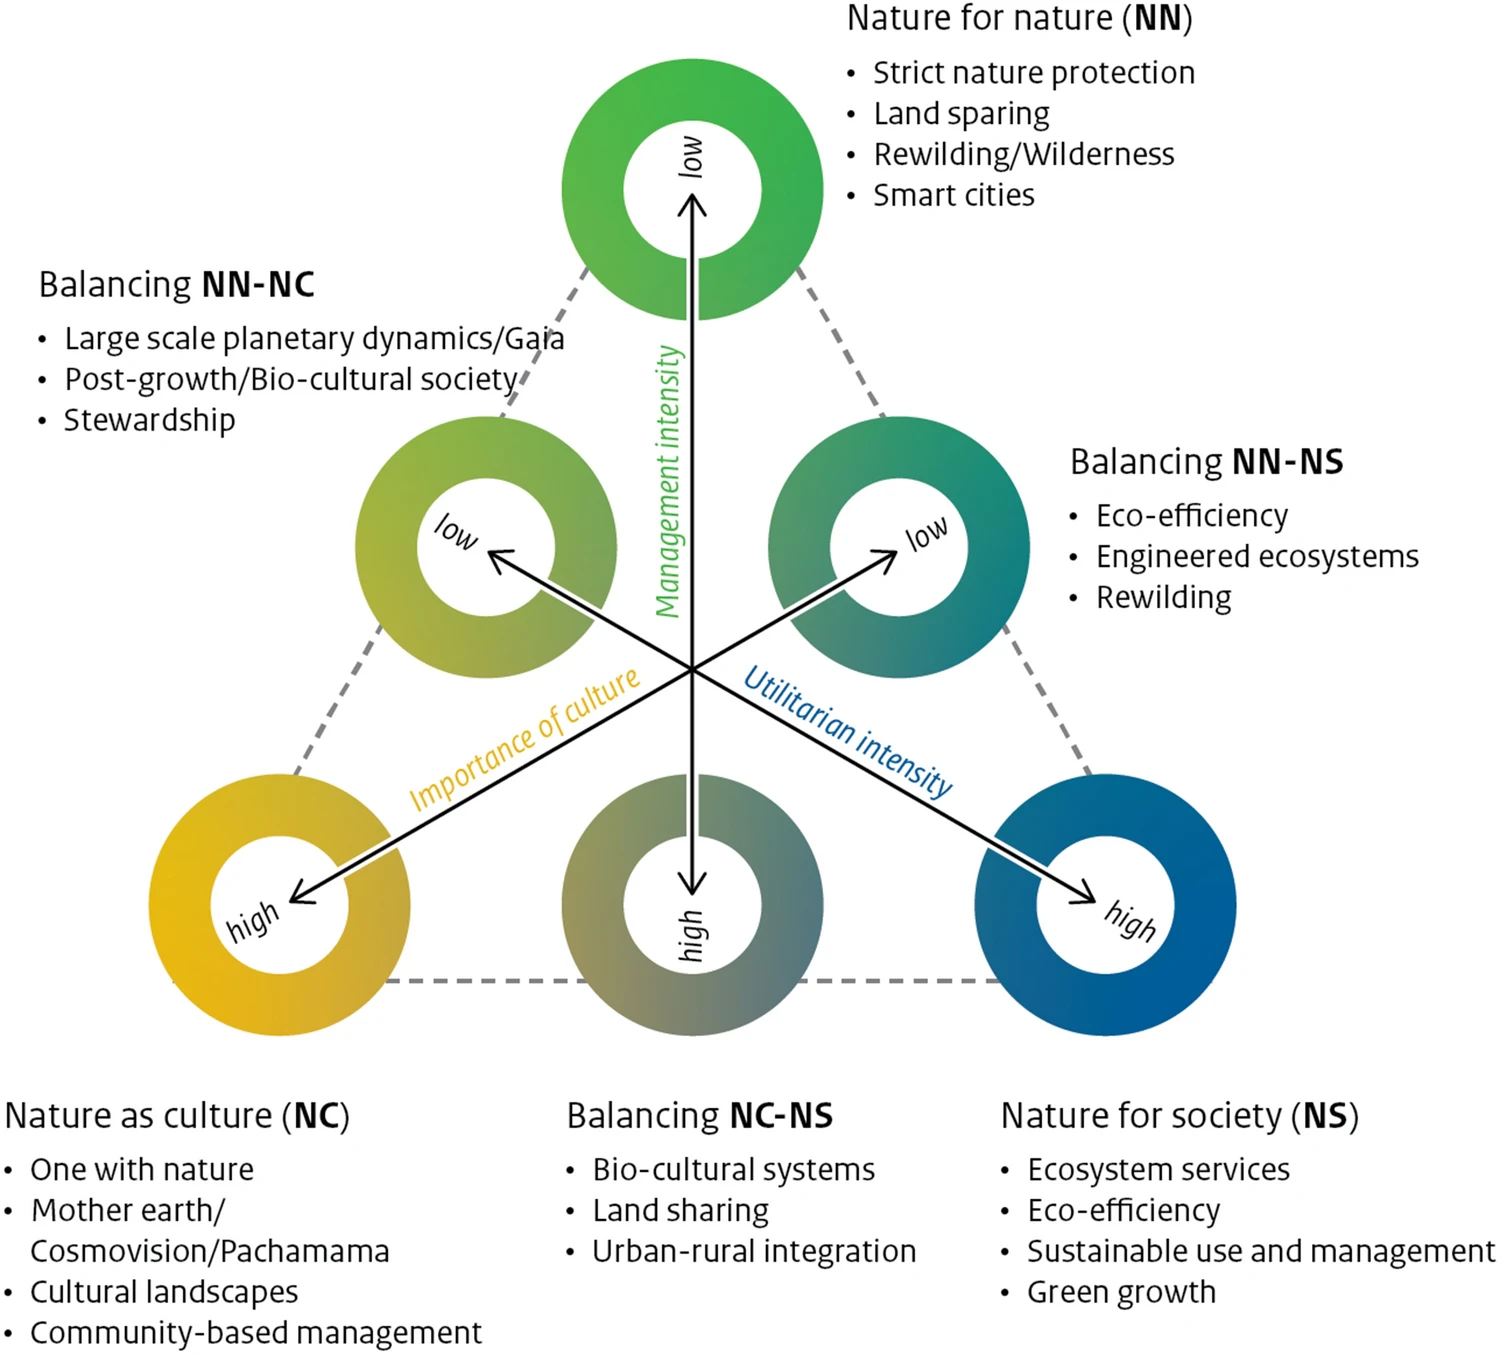 Nature for nature (NN)
• Strict nature protection
• Land sparing
• Rewilding/Wilderness
• Smart cities
low
Balancing NN-NC
• Large scale planetary dynamics/Gaia
• Post-growth/Bio-cultural society
• Stewardship
Management intensity
Balancing NN-NS
• Eco-efficiency
• Engineered ecosystems
• Rewilding
low
low
Importance of culture
Utilitarian intensity
high
high
high
Nature as culture (NC)
• One with nature
• Mother earth/
Cosmovision/Pachamama
• Cultural landscapes
• Community-based management
Balancing NC-NS
• Bio-cultural systems
• Land sharing
• Urban-rural integration
Nature for society (NS)
• Ecosystem services
• Eco-efficiency
• Sustainable use and management
• Green growth